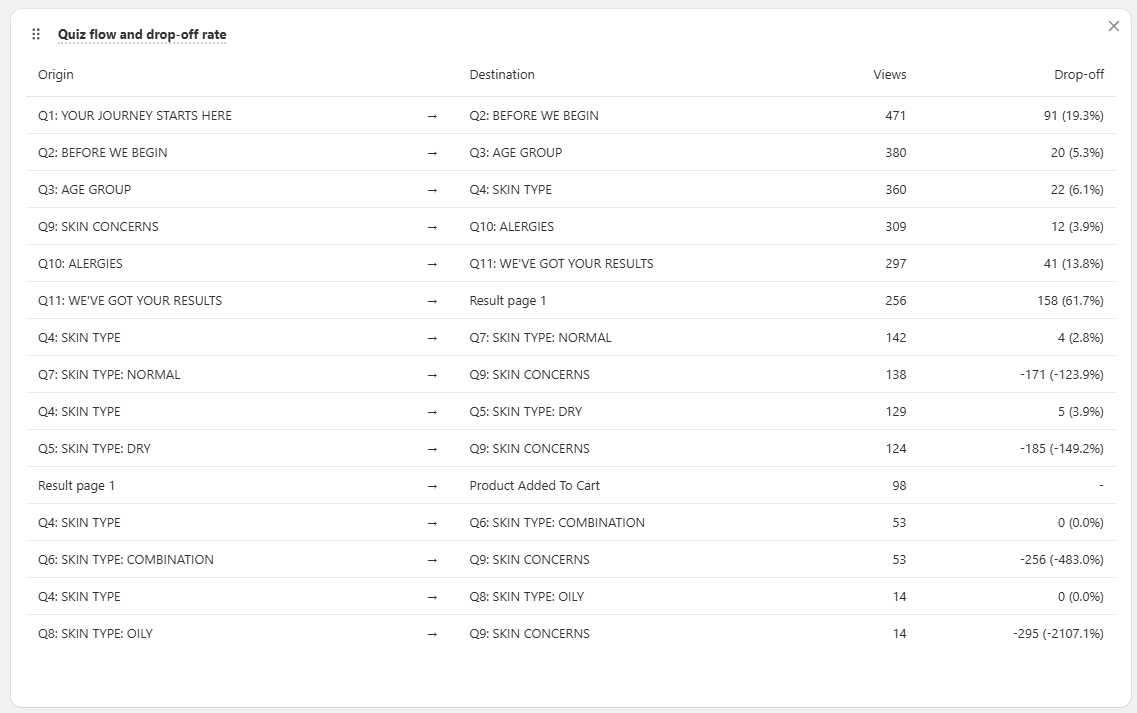 Quiz flow and drop-off rate
Origin Destination Views Drop-off
Q1: YOUR JOURNEY STARTS HERE → Q2: BEFORE WE BEGIN 471 91 (19.3%)
Q2: BEFORE WE BEGIN → Q3: AGE GROUP 380 20 (5.3%)
Q3: AGE GROUP → Q4: SKIN TYPE 360 22 (6.1%)
Q9: SKIN CONCERNS → Q10: ALERGIES 309 12 (3.9%)
Q10: ALERGIES → Q11: WE'VE GOT YOUR RESULTS 297 41 (13.8%)
Q11: WE'VE GOT YOUR RESULTS → Result page 1 256 158 (61.7%)
Q4: SKIN TYPE → Q7: SKIN TYPE: NORMAL 142 4 (2.8%)
Q7: SKIN TYPE: NORMAL → Q9: SKIN CONCERNS 138 -171 (-123.9%)
Q4: SKIN TYPE → Q5: SKIN TYPE: DRY 129 5 (3.9%)
Q5: SKIN TYPE: DRY → Q9: SKIN CONCERNS 124 -185 (-149.2%)
Result page 1 → Product Added To Cart 98 -
Q4: SKIN TYPE → Q6: SKIN TYPE: COMBINATION 53 0 (0.0%)
Q6: SKIN TYPE: COMBINATION → Q9: SKIN CONCERNS 53 -256 (-483.0%)
Q4: SKIN TYPE → Q8: SKIN TYPE: OILY 14 0 (0.0%)
Q8: SKIN TYPE: OILY → Q9: SKIN CONCERNS 14 -295 (-2107.1%)